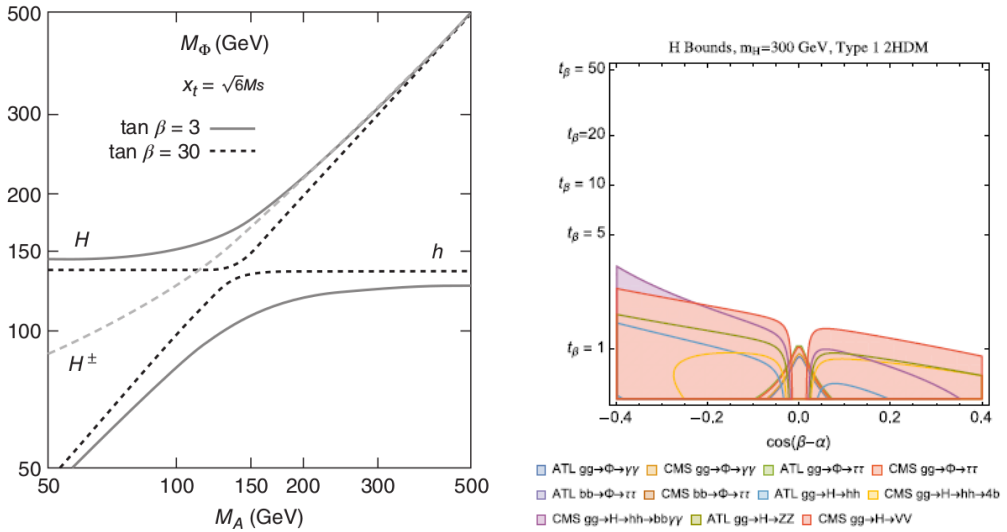 500
300
200
150
100
50
M_Φ (GeV)
x_t = √6Ms
tan β = 3
tan β = 30
H
h
H±
50 100 200 300 500
M_A (GeV)
H Bounds, m_H=300 GeV, Type 1 2HDM
t_β = 50
t_β=20
t_β = 10
t_β = 5
t_β = 1
-0.4 -0.2 0.0 0.2 0.4
cos(β-α)
ATL gg→Φ→γγ CMS gg→Φ→γγ ATL gg→Φ→ττ CMS gg→Φ→ττ
ATL bb→Φ→ττ CMS bb→Φ→ττ ATL gg→H→hh CMS gg→H→hh→4b
CMS gg→H→hh→bbγγ ATL gg→H→ZZ CMS gg→H→VV